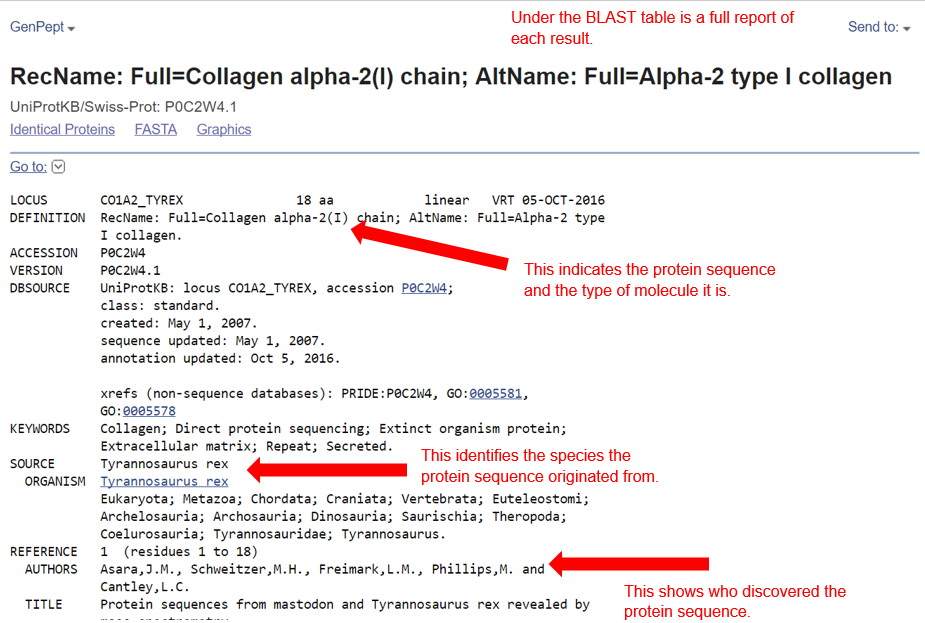 GenPept
Under the BLAST table is a full report of
each result.
Send to:
RecName: Full=Collagen alpha-2(I) chain; AltName: Full=Alpha-2 type I collagen
UniProtKB/Swiss-Prot: P0C2W4.1
Identical Proteins FASTA Graphics
Go to:
LOCUS CO1A2_TYREX 18 aa linear VRT 05-OCT-2016
DEFINITION RecName: Full=Collagen alpha-2(I) chain; AltName: Full=Alpha-2 type
I collagen.
ACCESSION P0C2W4
VERSION P0C2W4.1
DBSOURCE UniProtKB: locus CO1A2_TYREX, accession P0C2W4;
class: standard.
created: May 1, 2007.
sequence updated: May 1, 2007.
annotation updated: Oct 5, 2016.
This indicates the protein sequence
and the type of molecule it is.
xrefs (non-sequence databases): PRIDE:P0C2W4, GO:0005581,
GO:0005578
KEYWORDS Collagen; Direct protein sequencing; Extinct organism protein;
Extracellular matrix; Repeat; Secreted.
SOURCE Tyrannosaurus rex
ORGANISM Tyrannosaurus rex
This identifies the species the
protein sequence originated from.
Eukaryota; Metazoa; Chordata; Craniata; Vertebrata; Euteleostomi;
Archelosauria; Archosauria; Dinosauria; Saurischia; Theropoda;
Coelurosauria; Tyrannosauridae; Tyrannosaurus.
REFERENCE 1 (residues 1 to 18)
AUTHORS Asara,J.M., Schweitzer,M.H., Freimark,L.M., Phillips,M. and
Cantley,L.C.
This shows who discovered the
protein sequence.
TITLE Protein sequences from mastodon and Tyrannosaurus rex revealed by